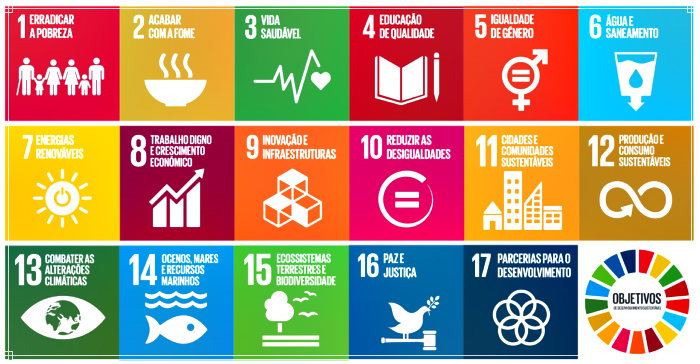 1 ERRADICAR
A POBREZA
2 ACABAR
COM A FOME
3 VIDA
SAUDÁVEL
4 EDUCAÇÃO
DE QUALIDADE
5 IGUALDADE
DE GÉNERO
6 ÁGUA E
SANEAMENTO
7 ENERGIAS
RENOVÁVEIS
8 TRABALHO DIGNO
E CRESCIMENTO
ECONÓMICO
9 INOVAÇÃO E
INFRAESTRUTURAS
10 REDUZIR AS
DESIGUALDADES
11 CIDADES E
COMUNIDADES
SUSTENTÁVEIS
12 PRODUÇÃO E
CONSUMO
SUSTENTÁVEIS
13 COMBATER AS
ALTERAÇÕES
CLIMÁTICAS
14 OCENOS, MARES
E RECURSOS
MARINHOS
15 ECOSSISTEMAS
TERRESTRES E
BIODIVERSIDADE
16 PAZ E
JUSTIÇA
17 PARCERIAS PARA O
DESENVOLVIMENTO
OBJETIVOS